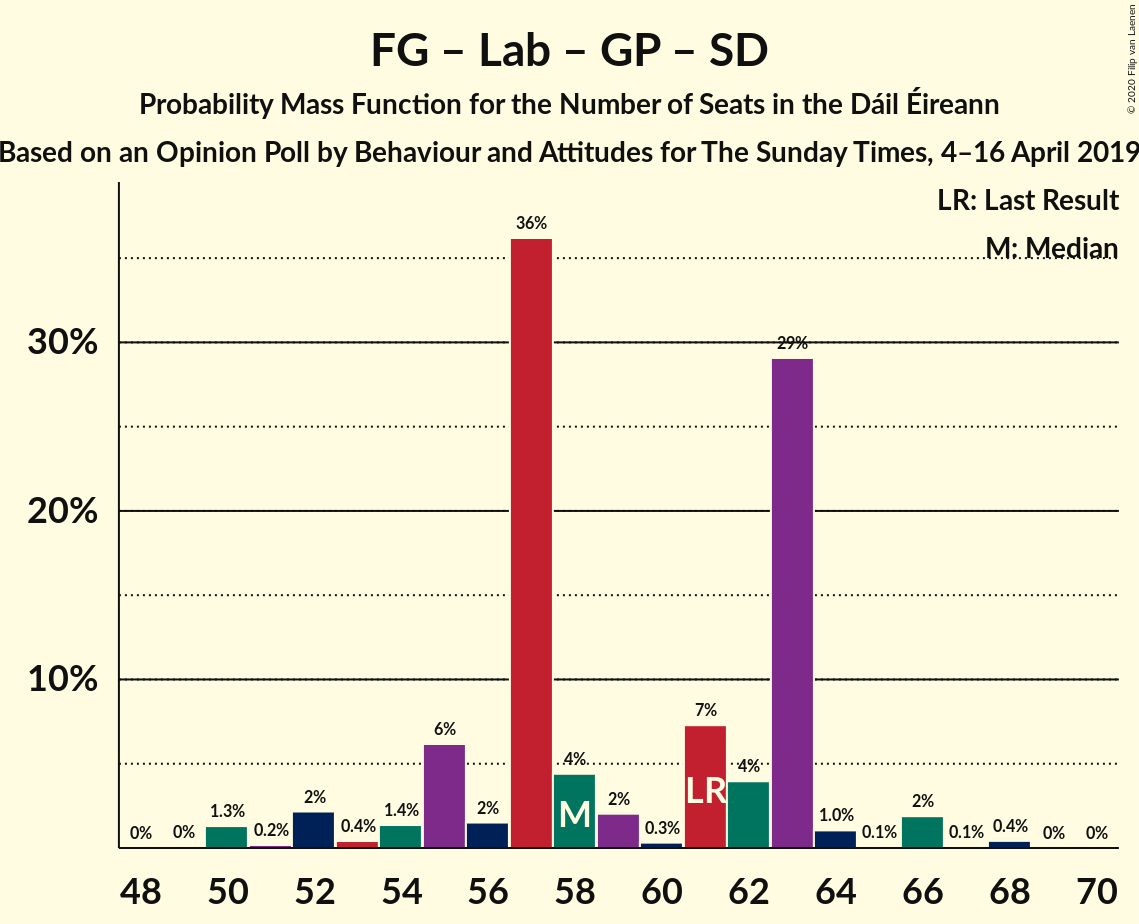 FG – Lab – GP – SD
Probability Mass Function for the Number of Seats in the Dáil Éireann
Based on an Opinion Poll by Behaviour and Attitudes for The Sunday Times, 4–16 April 2019
© 2020 Filip van Laenen
LR: Last Result
M: Median
30%
20%
10%
0% 0% 1.3% 0.2% 2% 0.4% 1.4% 6% 2% 36% 4% 2% 0.3% 7% 4% 29% 1.0% 0.1% 2% 0.1% 0.4% 0% 0%
M LR
48 50 52 54 56 58 60 62 64 66 68 70